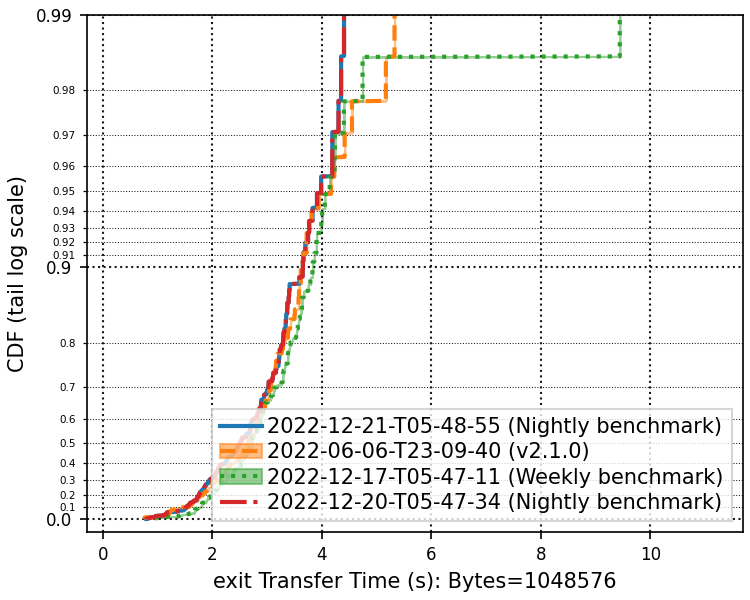 0.99
0.98
0.97
0.96
0.95
0.94
0.93
0.92
0.91
0.9
0.8
0.7
0.6
0.5
0.4
0.3
0.2
0.1
0.0
CDF (tail log scale)
2022-12-21-T05-48-55 (Nightly benchmark)
2022-06-06-T23-09-40 (v2.1.0)
2022-12-17-T05-47-11 (Weekly benchmark)
2022-12-20-T05-47-34 (Nightly benchmark)
0 2 4 6 8 10
exit Transfer Time (s): Bytes=1048576